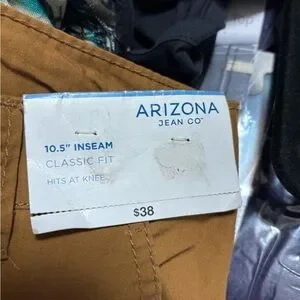 ARIZONA
JEAN CO
10.5" INSEAM
CLASSIC FIT
HITS AT KNEE
$38